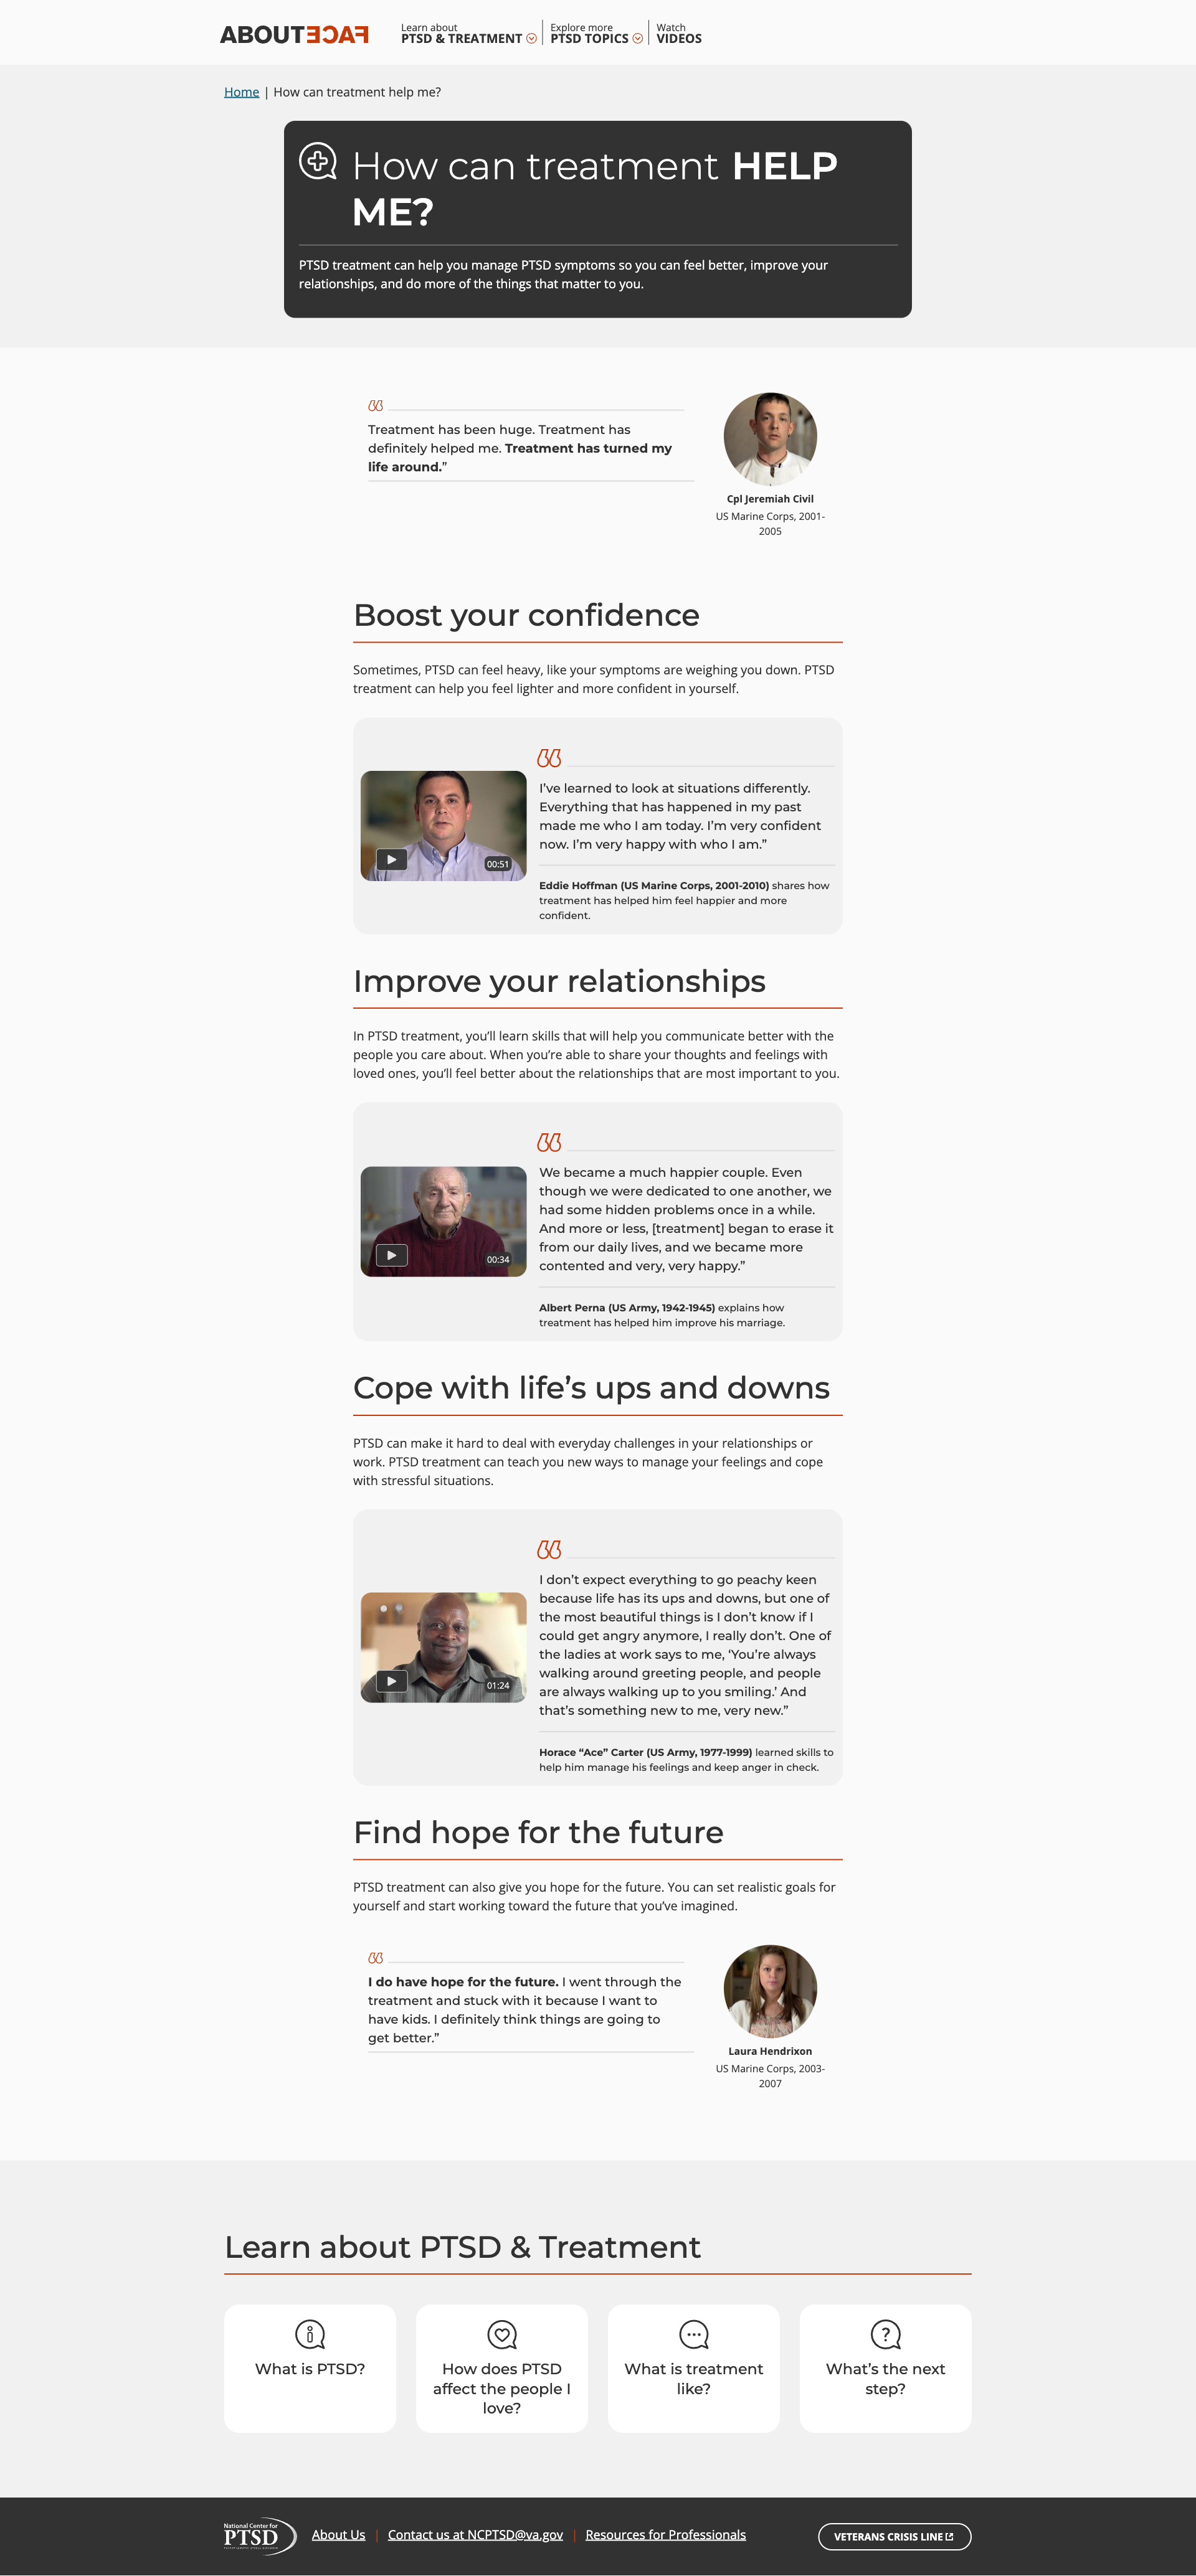 ABOUTFACE
Learn about
PTSD & TREATMENT
Explore more
PTSD TOPICS
Watch
VIDEOS
Home | How can treatment help me?
How can treatment HELP
ME?
PTSD treatment can help you manage PTSD symptoms so you can feel better, improve your
relationships, and do more of the things that matter to you.
Treatment has been huge. Treatment has
definitely helped me. Treatment has turned my
life around.”
Cpl Jeremiah Civil
US Marine Corps, 2001-
2005
Boost your confidence
Sometimes, PTSD can feel heavy, like your symptoms are weighing you down. PTSD
treatment can help you feel lighter and more confident in yourself.
I’ve learned to look at situations differently.
Everything that has happened in my past
made me who I am today. I’m very confident
now. I’m very happy with who I am.”
00:51
Eddie Hoffman (US Marine Corps, 2001-2010) shares how
treatment has helped him feel happier and more
confident.
Improve your relationships
In PTSD treatment, you’ll learn skills that will help you communicate better with the
people you care about. When you’re able to share your thoughts and feelings with
loved ones, you’ll feel better about the relationships that are most important to you.
We became a much happier couple. Even
though we were dedicated to one another, we
had some hidden problems once in a while.
And more or less, [treatment] began to erase it
from our daily lives, and we became more
contented and very, very happy.”
00:34
Albert Perna (US Army, 1942-1945) explains how
treatment has helped him improve his marriage.
Cope with life’s ups and downs
PTSD can make it hard to deal with everyday challenges in your relationships or
work. PTSD treatment can teach you new ways to manage your feelings and cope
with stressful situations.
I don’t expect everything to go peachy keen
because life has its ups and downs, but one of
the most beautiful things is I don’t know if I
could get angry anymore, I really don’t. One of
the ladies at work says to me, ‘You’re always
walking around greeting people, and people
are always walking up to you smiling.’ And
that’s something new to me, very new.”
01:24
Horace “Ace” Carter (US Army, 1977-1999) learned skills to
help him manage his feelings and keep anger in check.
Find hope for the future
PTSD treatment can also give you hope for the future. You can set realistic goals for
yourself and start working toward the future that you’ve imagined.
I do have hope for the future. I went through the
treatment and stuck with it because I want to
have kids. I definitely think things are going to
get better.”
Laura Hendrixon
US Marine Corps, 2003-
2007
Learn about PTSD & Treatment
What is PTSD?
How does PTSD
affect the people I
love?
What is treatment
like?
What’s the next
step?
National Center for
PTSD
About Us | Contact us at NCPTSD@va.gov | Resources for Professionals
VETERANS CRISIS LINE